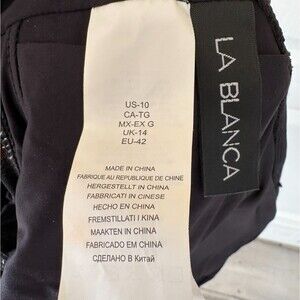 US-10
CA-TG
MX-EX G
UK-14
EU-42
MADE IN CHINA
FABRIQUE AU REPUBLIQUE DE CHINE
HERGESTELLT IN CHINA
FABBRICATI IN CINESE
HECHO EN CHINA
FREMSTILLATI I KINA
MAAKTEN IN CHINA
FABRICADO EM CHINA
СДЕЛАНО В Китай
LA BLANCA